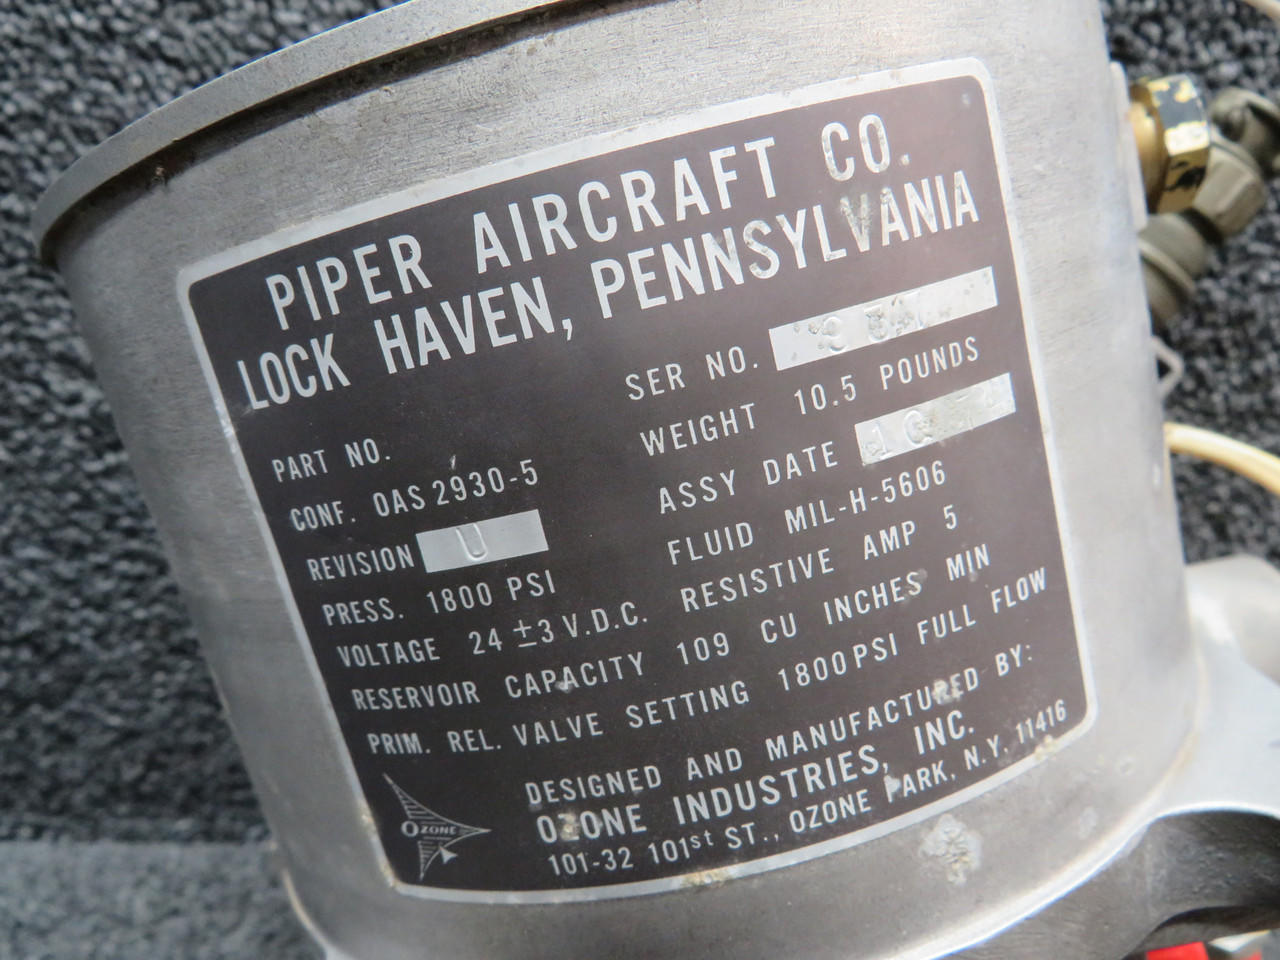 PIPER AIRCRAFT CO.
LOCK HAVEN, PENNSYLVANIA
SER NO.
WEIGHT 10.5 POUNDS
ASSY DATE
FLUID MIL-H-5606
PART NO.
CONF. OAS 2930-5
REVISION U
PRESS. 1800 PSI
VOLTAGE 24 ±3 V.D.C. RESISTIVE AMP 5
RESERVOIR CAPACITY 109 CU INCHES MIN
PRIM. REL. VALVE SETTING 1800 PSI FULL FLOW
DESIGNED AND MANUFACTURED BY:
OZONE INDUSTRIES, INC.
101-32 101st ST., OZONE PARK, N.Y. 11416
OZONE